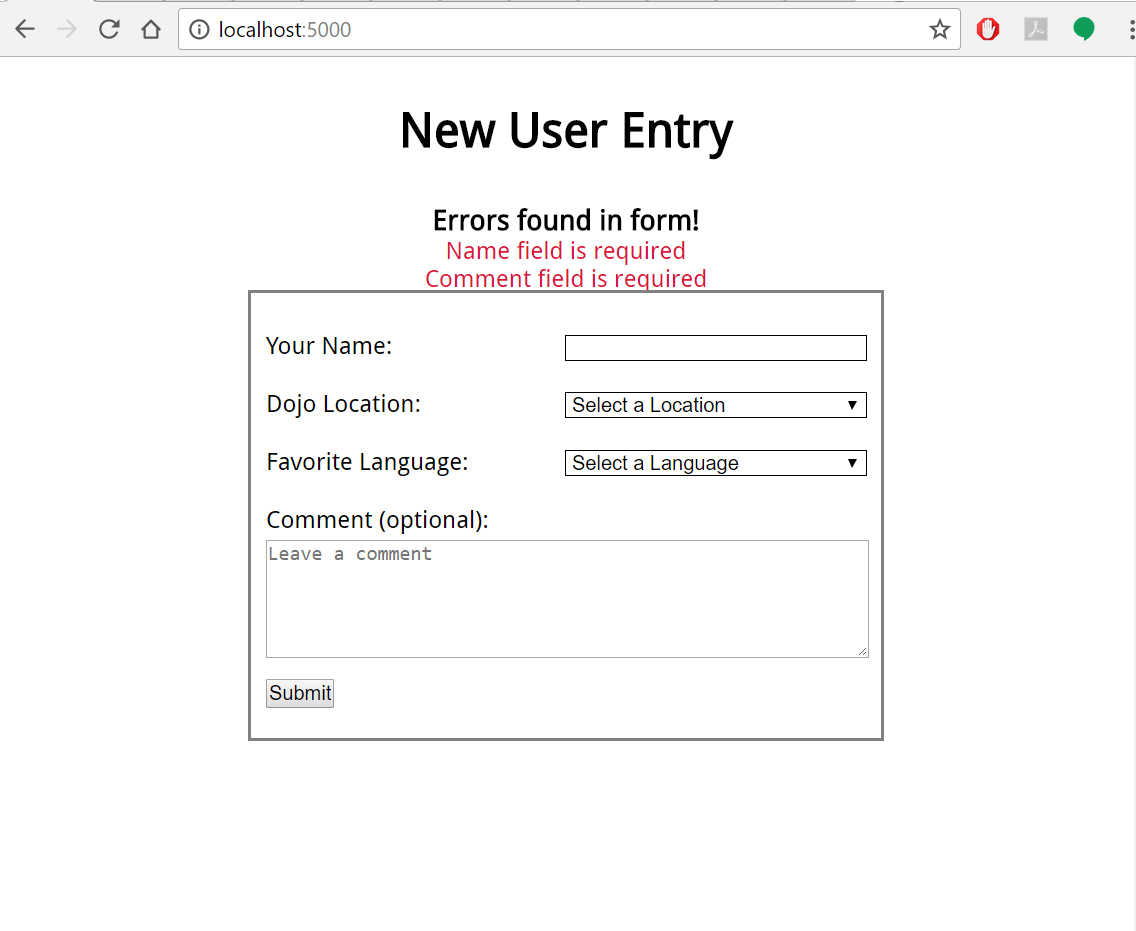 localhost:5000
New User Entry
Errors found in form!
Name field is required
Comment field is required
Your Name:
Dojo Location: Select a Location
Favorite Language: Select a Language
Comment (optional):
Leave a comment
Submit